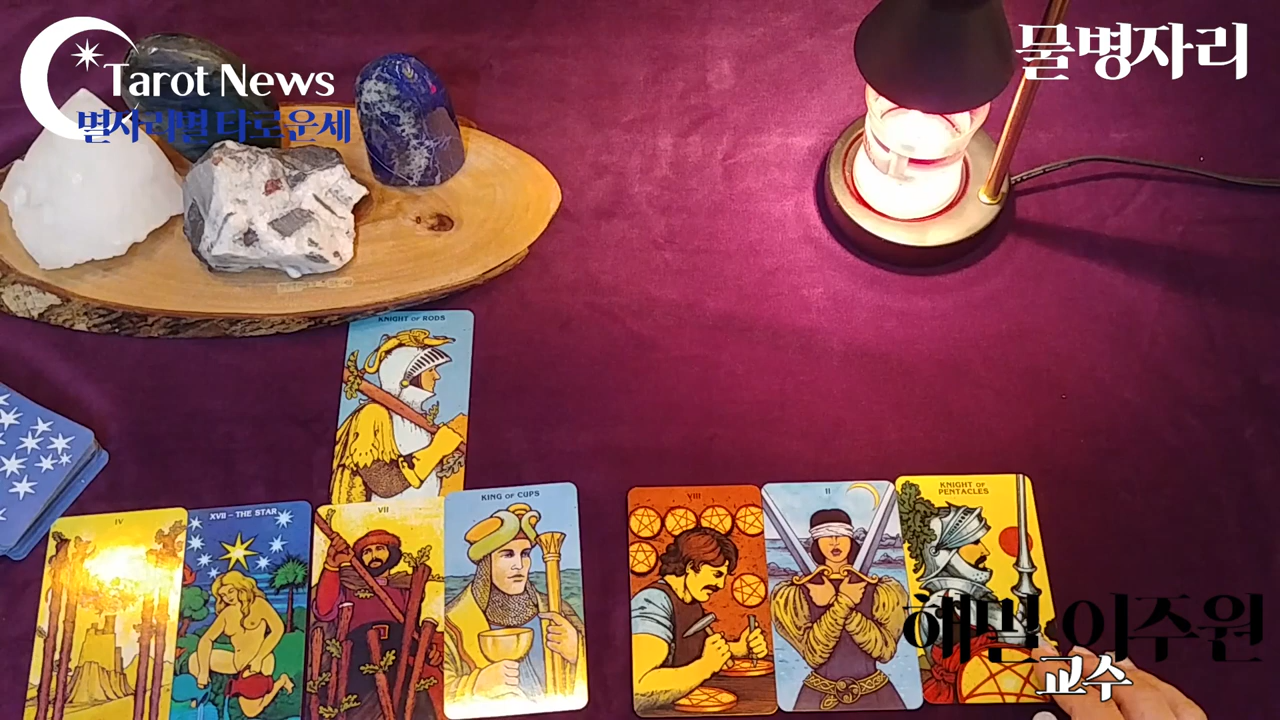 Tarot News
별자리별 타로운세
물병자리
KNIGHT OF RODS
IV
XVII – THE STAR
VII
KING OF CUPS
VIII
II
KNIGHT OF
PENTACLES
해민 이주원
교수